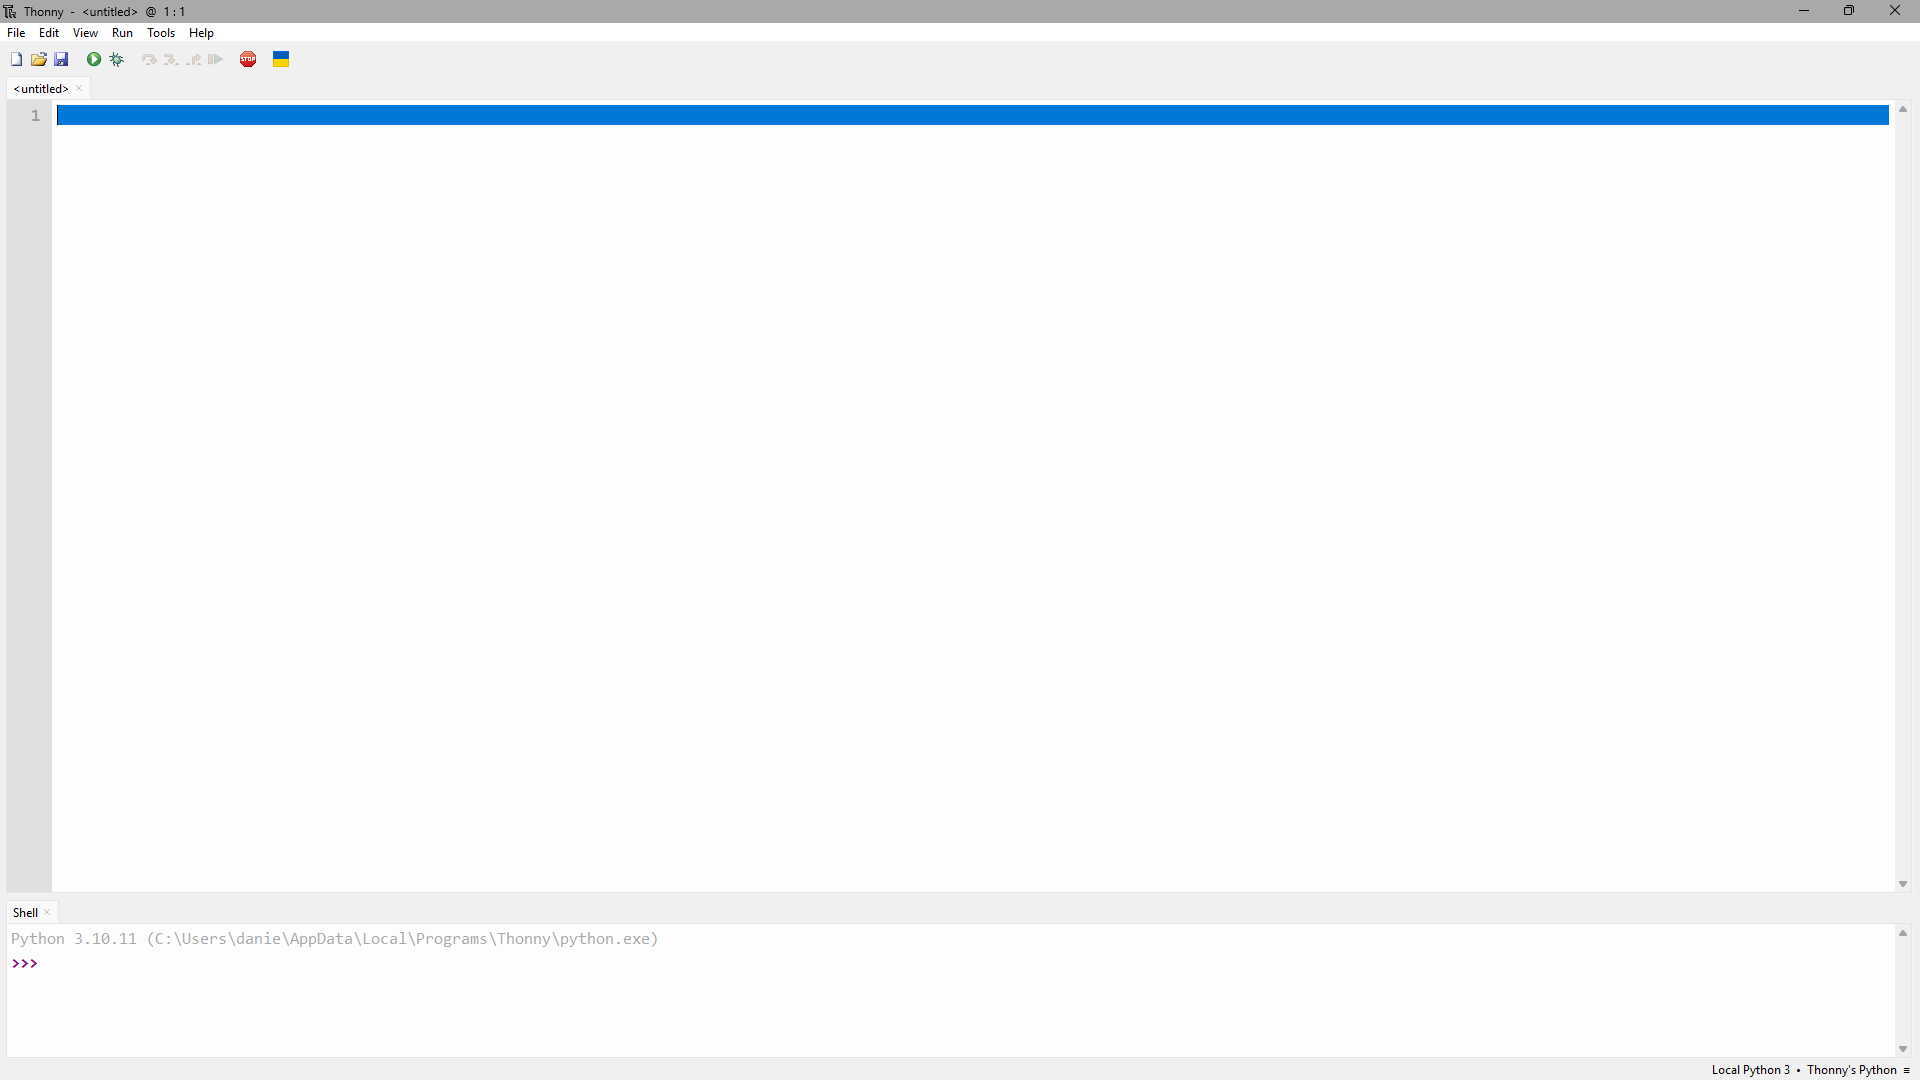 Thonny - <untitled> @ 1:1
File Edit View Run Tools Help
STOP
<untitled> ×
1
Shell ×
Python 3.10.11 (C:\Users\danie\AppData\Local\Programs\Thonny\python.exe)
>>>
Local Python 3 • Thonny's Python ≡